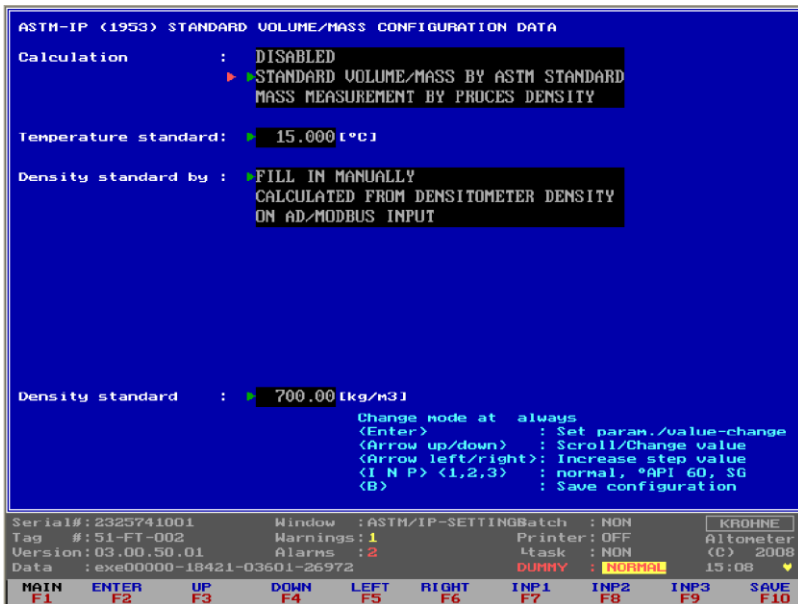 ASTM-IP (1953) STANDARD VOLUME/MASS CONFIGURATION DATA
Calculation : DISABLED
STANDARD VOLUME/MASS BY ASTM STANDARD
MASS MEASUREMENT BY PROCES DENSITY
Temperature standard: 15.000 [ºC]
Density standard by : FILL IN MANUALLY
CALCULATED FROM DENSITOMETER DENSITY
ON AD/MODBUS INPUT
Density standard : 700.00 [kg/m3]
Change mode at always
<Enter> : Set param./value-change
<Arrow up/down> : Scroll/Change value
<Arrow left/right>: Increase step value
<I N P> <1,2,3> : normal, ºAPI 60, SG
<B> : Save configuration
Serial#:2325741001 Window :ASTM/IP-SETTINGBatch : NON KROHNE
Tag #:51-FT-002 Warnings:1 Printer: OFF Altometer
Version:03.00.50.01 Alarms :2 task : NON (C) 2008
Data :exe00000-18421-03601-26972 DUMMY : NORMAL 15:08
MAIN ENTER UP DOWN LEFT RIGHT INP1 INP2 INP3 SAVE
F1 F2 F3 F4 F5 F6 F7 F8 F9 F10